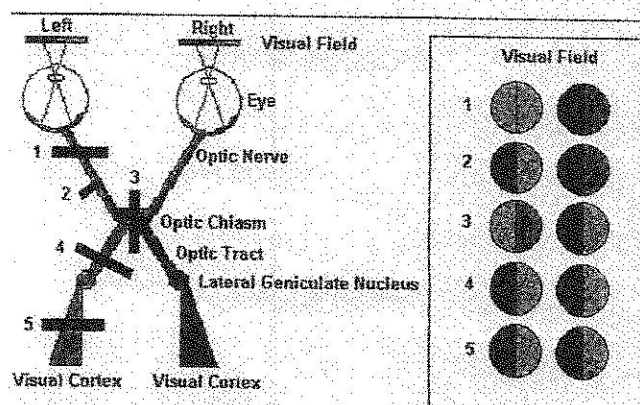 Left Right
Visual Field
Eye
1
Optic Nerve
2
3
Optic Chiasm
4
Optic Tract
Lateral Geniculate Nucleus
5
Visual Cortex Visual Cortex
Visual Field
1
2
3
4
5